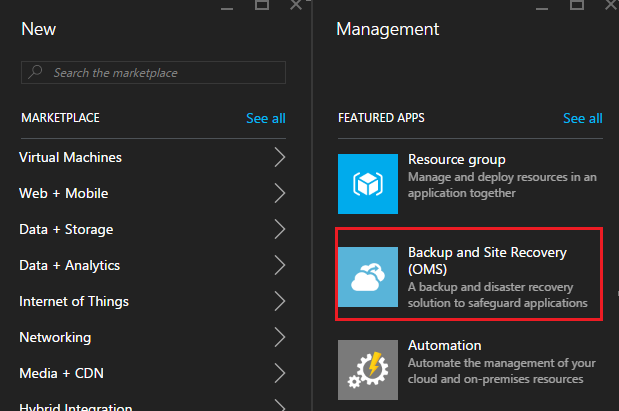 New
Search the marketplace
MARKETPLACE See all
Virtual Machines
Web + Mobile
Data + Storage
Data + Analytics
Internet of Things
Networking
Media + CDN
Hybrid Integration
Management
FEATURED APPS See all
Resource group
Manage and deploy resources in an
application together
Backup and Site Recovery
(OMS)
A backup and disaster recovery
solution to safeguard applications
Automation
Automate the management of your
cloud and on-premises resources